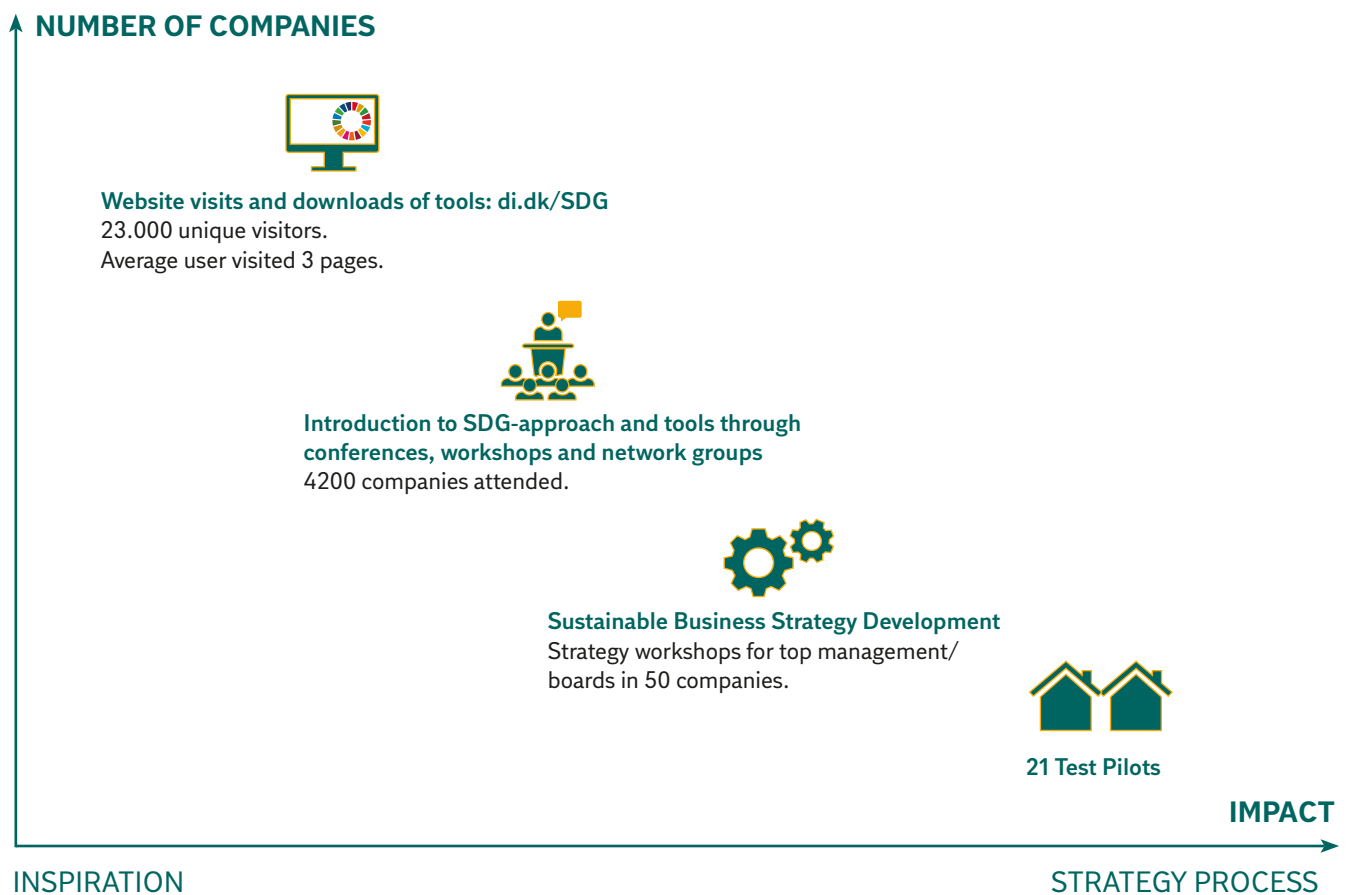 NUMBER OF COMPANIES
Website visits and downloads of tools: di.dk/SDG
23.000 unique visitors.
Average user visited 3 pages.
Introduction to SDG-approach and tools through
conferences, workshops and network groups
4200 companies attended.
Sustainable Business Strategy Development
Strategy workshops for top management/
boards in 50 companies.
21 Test Pilots
IMPACT
INSPIRATION
STRATEGY PROCESS